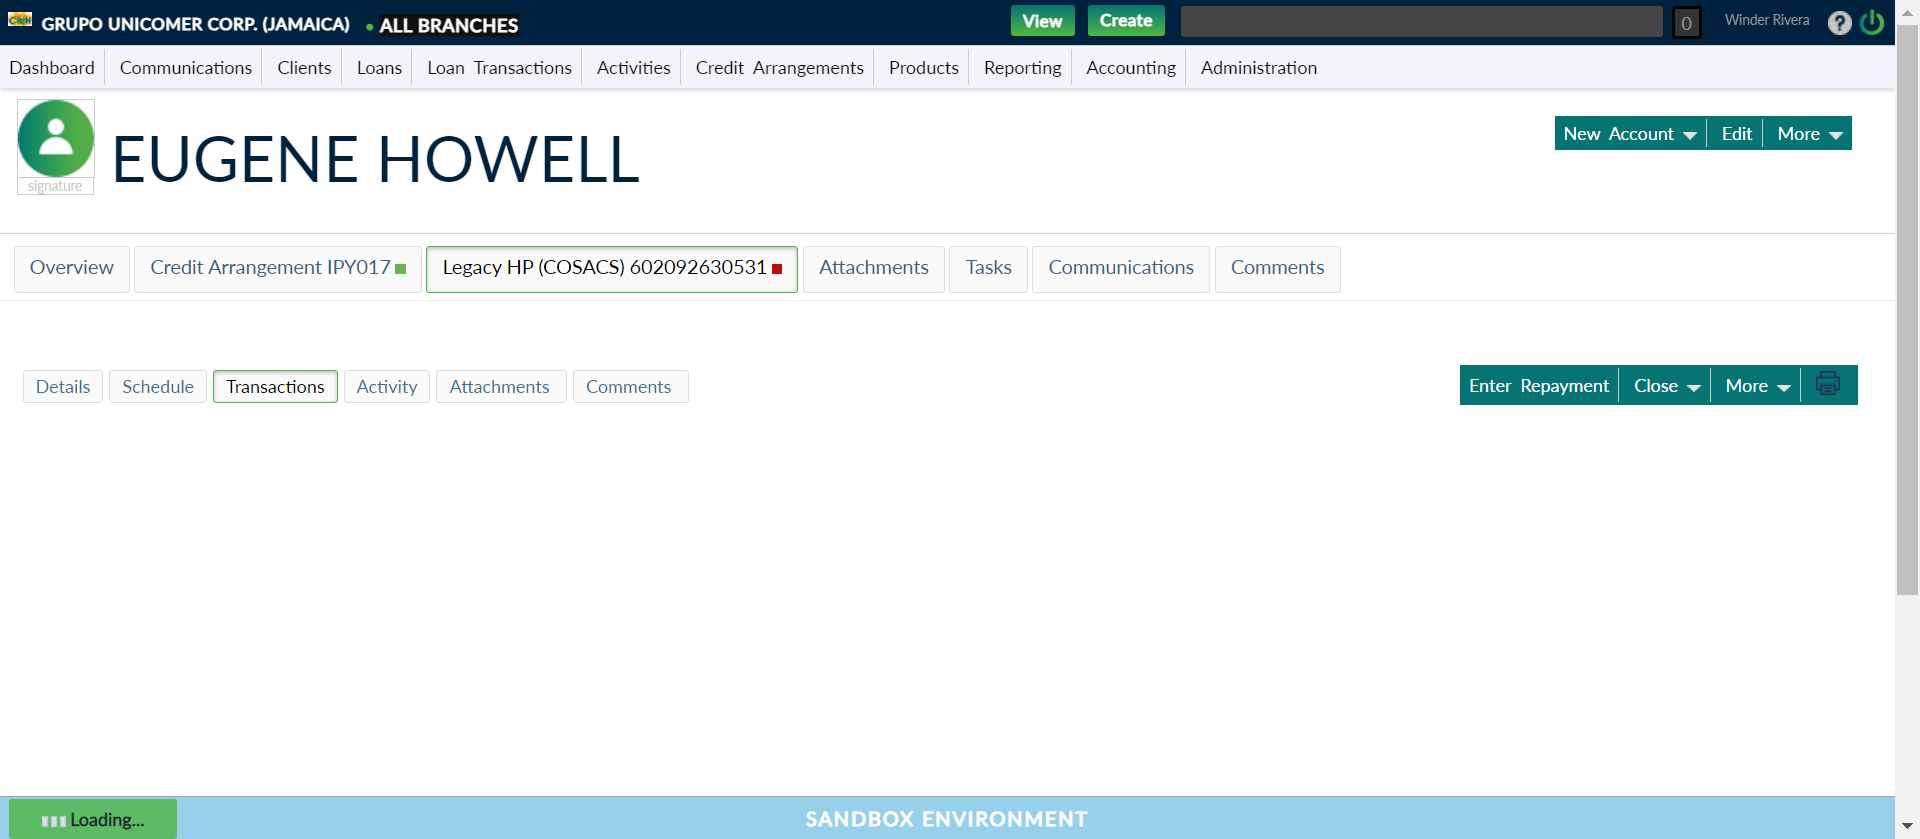 GRUPO UNICOMER CORP. (JAMAICA) ALL BRANCHES View Create 0 Winder Rivera ?
Dashboard Communications Clients Loans Loan Transactions Activities Credit Arrangements Products Reporting Accounting Administration
signature
EUGENE HOWELL
New Account Edit More
Overview Credit Arrangement IPY017 Legacy HP (COSACS) 602092630531 Attachments Tasks Communications Comments
Details Schedule Transactions Activity Attachments Comments Enter Repayment Close More
Loading... SANDBOX ENVIRONMENT